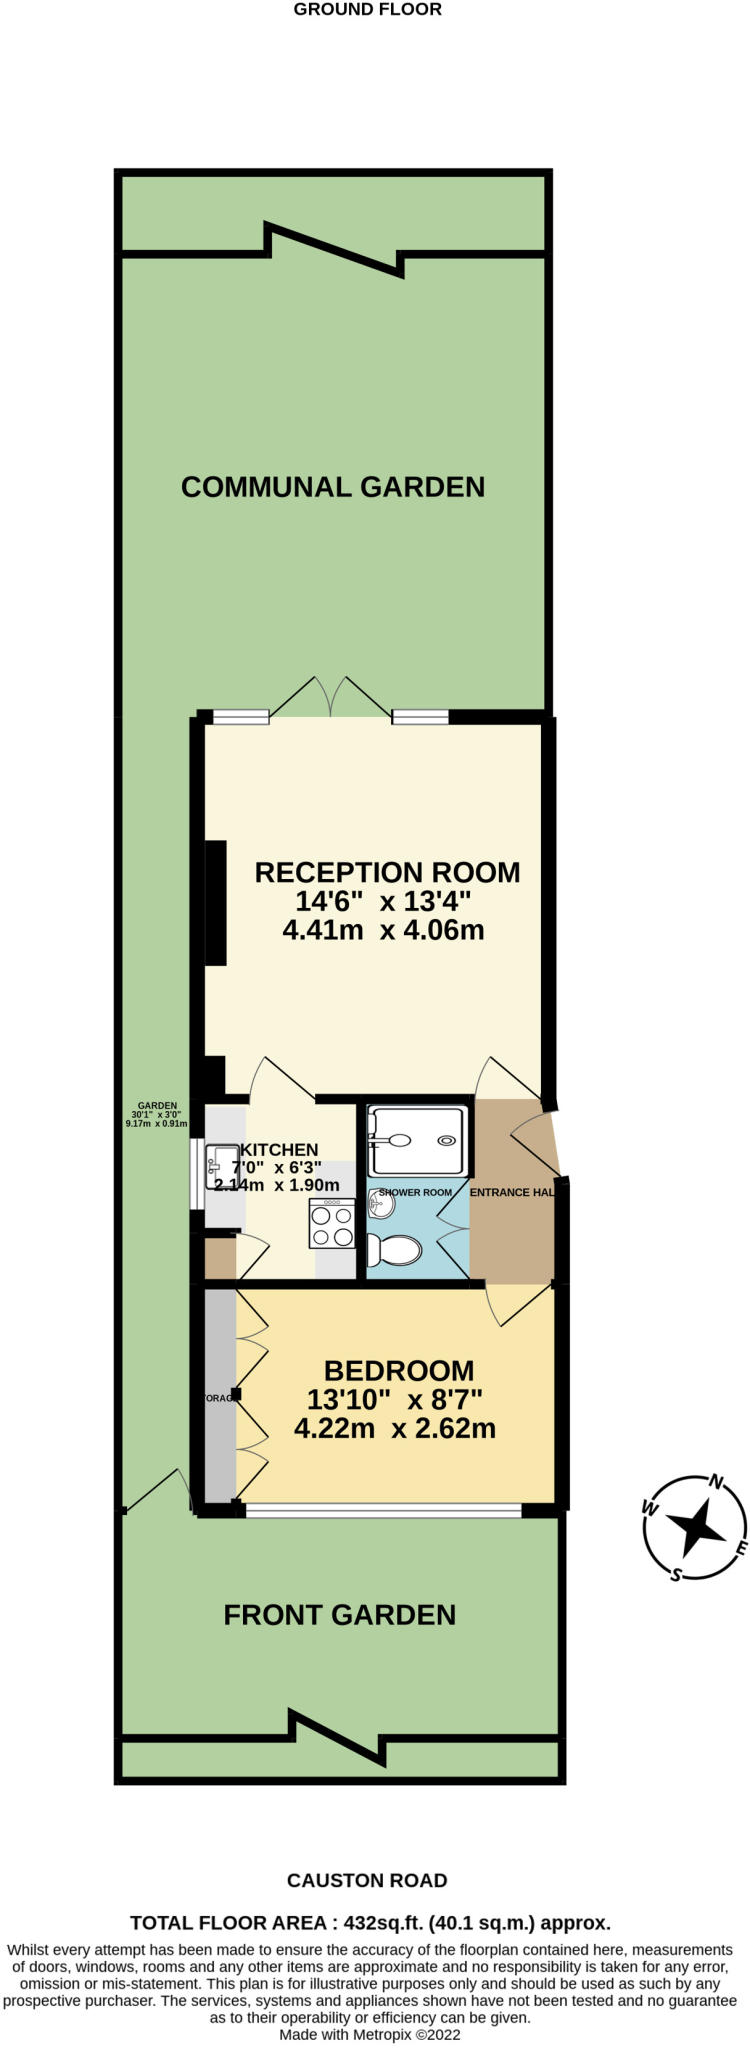 GROUND FLOOR
COMMUNAL GARDEN
RECEPTION ROOM
14'6" x 13'4"
4.41m x 4.06m
GARDEN
30'1" x 3'0"
9.17m x 0.91m
KITCHEN
7'0" x 6'3"
2.14m x 1.90m
SHOWER ROOM
ENTRANCE HAL
BEDROOM
13'10" x 8'7"
4.22m x 2.62m
TORAG
N
W
E
S
FRONT GARDEN
CAUSTON ROAD
TOTAL FLOOR AREA : 432sq.ft. (40.1 sq.m.) approx.
Whilst every attempt has been made to ensure the accuracy of the floorplan contained here, measurements
of doors, windows, rooms and any other items are approximate and no responsibility is taken for any error,
omission or mis-statement. This plan is for illustrative purposes only and should be used as such by any
prospective purchaser. The services, systems and appliances shown have not been tested and no guarantee
as to their operability or efficiency can be given.
Made with Metropix ©2022